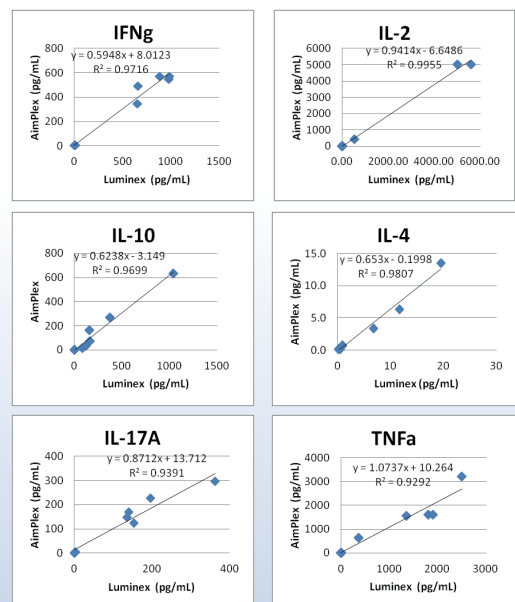 IFNg
y = 0.5948x + 8.0123
R² = 0.9716
AimPlex (pg/mL)
800
600
400
200
0
0 500 1000 1500
Luminex (pg/mL)
IL-2
y = 0.9414x - 6.6486
R² = 0.9955
AimPlex (pg/mL)
6000
5000
4000
3000
2000
1000
0
0.00 2000.00 4000.00 6000.00
Luminex (pg/mL)
IL-10
y = 0.6238x - 3.149
R² = 0.9699
AimPlex
800
600
400
200
0
0 500 1000 1500
Luminex (pg/mL)
IL-4
y = 0.653x - 0.1998
R² = 0.9807
AimPlex (pg/mL)
15.0
10.0
5.0
0.0
0 10 20 30
Luminex (pg/mL)
IL-17A
y = 0.8712x + 13.712
R² = 0.9391
AimPlex (pg/mL)
400
300
200
100
0
0 200 400
Luminex (pg/mL)
TNFa
y = 1.0737x + 10.264
R² = 0.9292
AimPlex (pg/mL)
4000
3000
2000
1000
0
0 1000 2000 3000
Luminex (pg/mL)